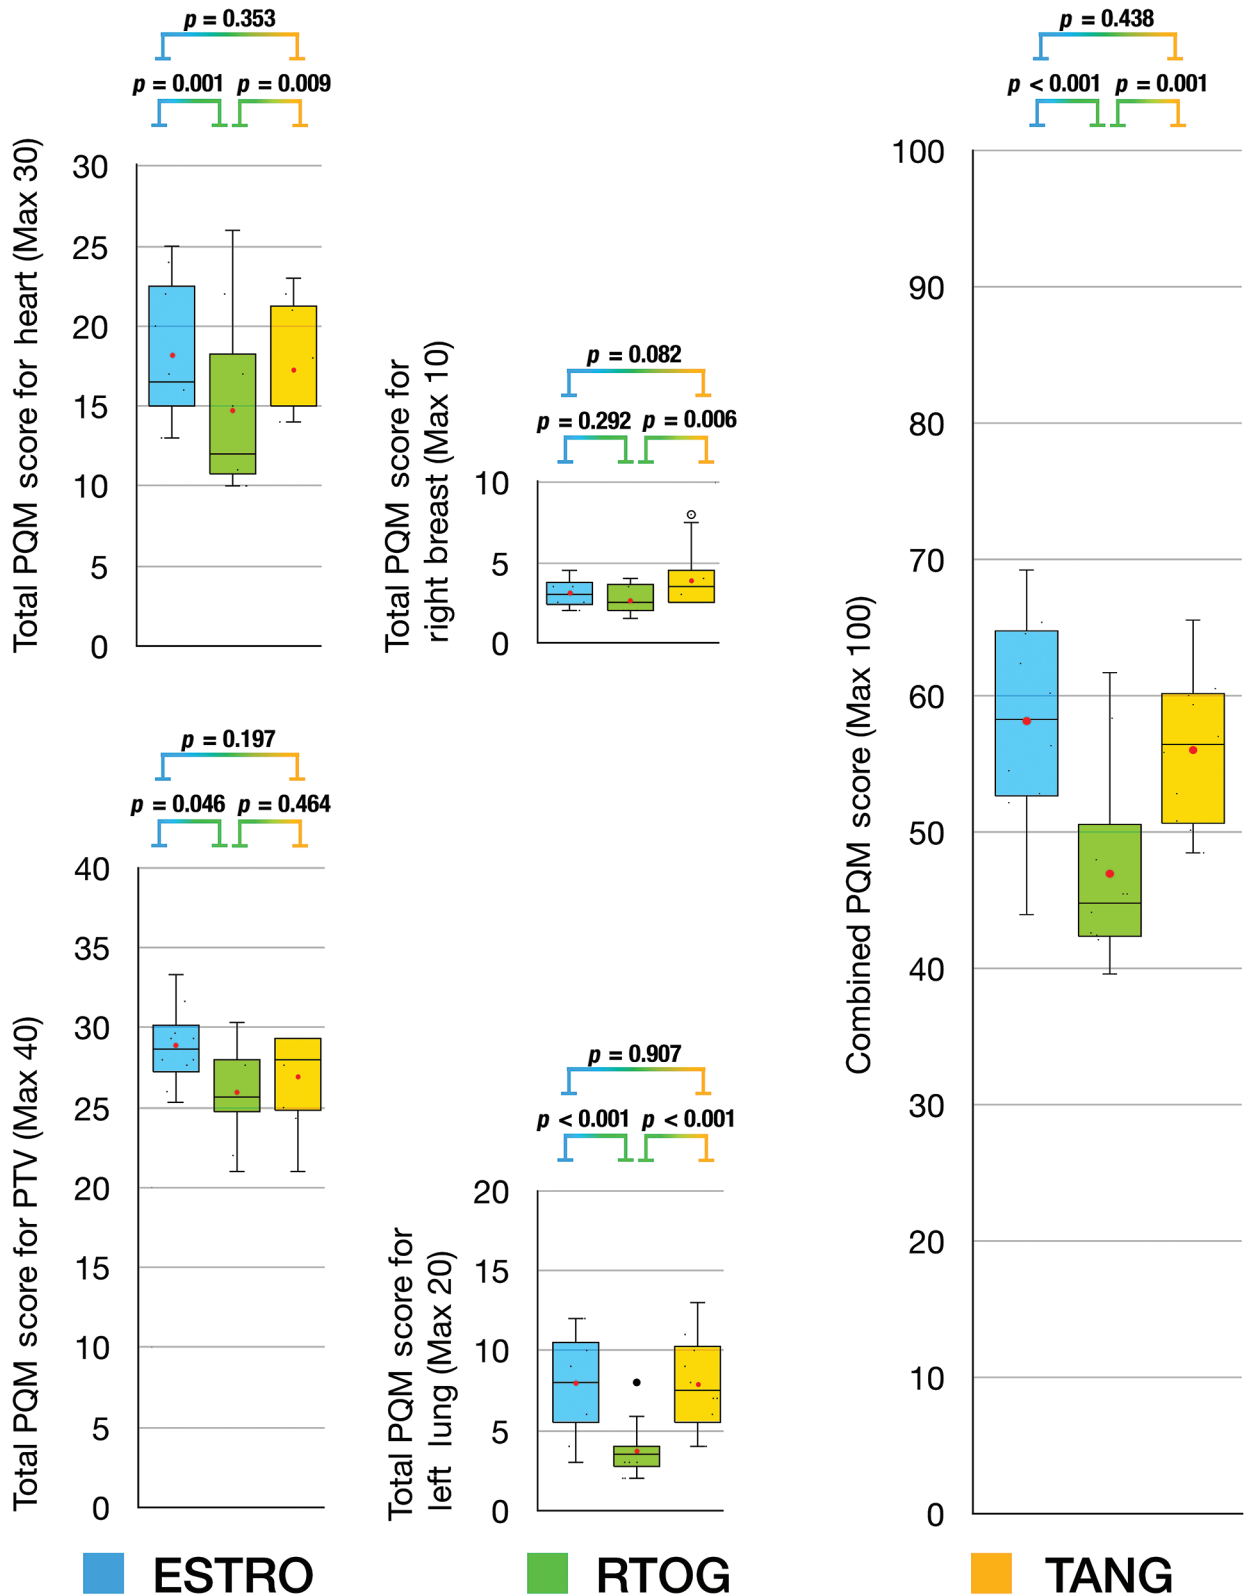 p = 0.353
p = 0.001 p = 0.009
Total PQM score for heart (Max 30)
30
25
20
15
10
5
0
p = 0.082
p = 0.292 p = 0.006
Total PQM score for
right breast (Max 10)
10
5
0
p = 0.438
p < 0.001 p = 0.001
Combined PQM score (Max 100)
100
90
80
70
60
50
40
30
20
10
0
p = 0.197
p = 0.046 p = 0.464
Total PQM score for PTV (Max 40)
40
35
30
25
20
15
10
5
0
p = 0.907
p < 0.001 p < 0.001
Total PQM score for
left lung (Max 20)
20
15
10
5
0
ESTRO RTOG TANG